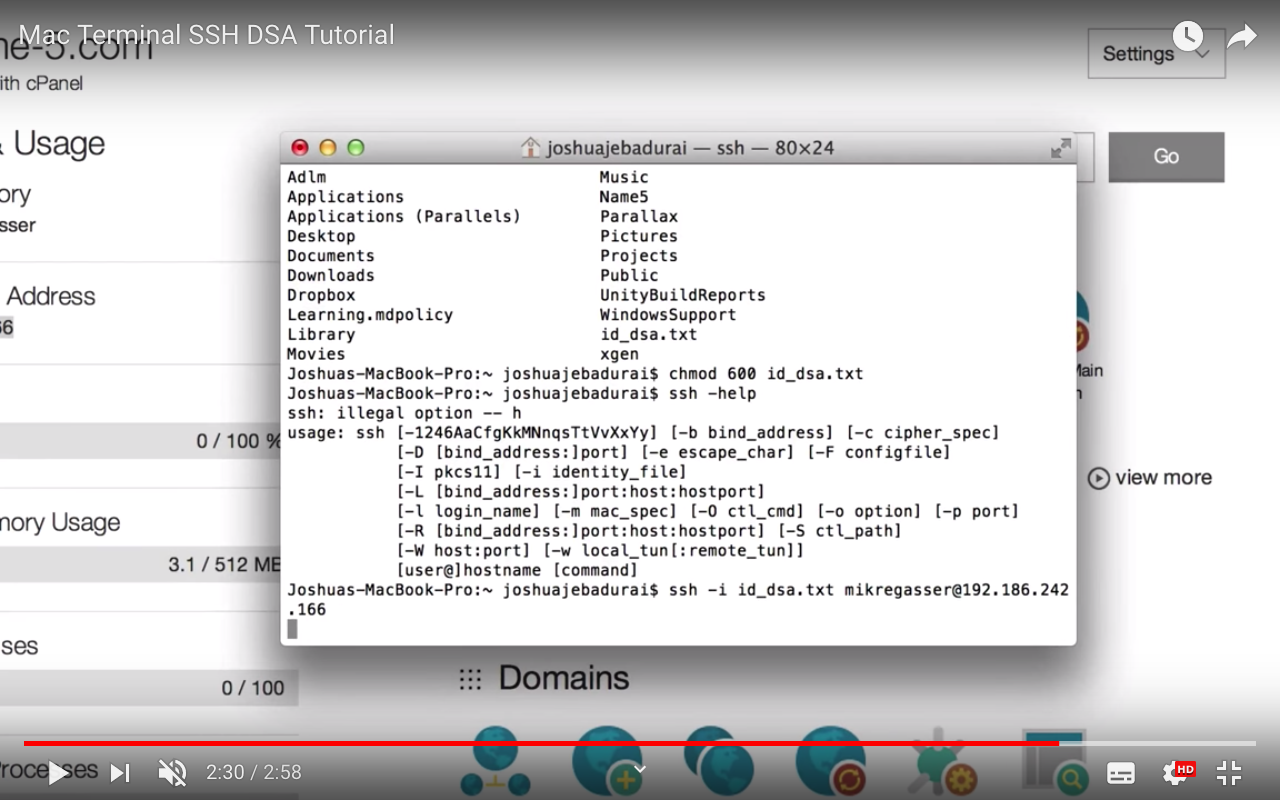 Mac Terminal SSH DSA Tutorial
ne-5.com
ith cPanel
Settings
& Usage
ory
sser
Address
66
0 / 100 %
mory Usage
3.1 / 512 MB
ses
0 / 100
Processes
Go
Main
n
view more
joshuajebadurai — ssh — 80×24
Adlm Music
Applications Name5
Applications (Parallels) Parallax
Desktop Pictures
Documents Projects
Downloads Public
Dropbox UnityBuildReports
Learning.mdpolicy WindowsSupport
Library id_dsa.txt
Movies xgen
Joshuas-MacBook-Pro:~ joshuajebadurai$ chmod 600 id_dsa.txt
Joshuas-MacBook-Pro:~ joshuajebadurai$ ssh -help
ssh: illegal option -- h
usage: ssh [-1246AaCfgKkMNnqsTtVvXxYy] [-b bind_address] [-c cipher_spec]
[-D [bind_address:]port] [-e escape_char] [-F configfile]
[-I pkcs11] [-i identity_file]
[-L [bind_address:]port:host:hostport]
[-l login_name] [-m mac_spec] [-O ctl_cmd] [-o option] [-p port]
[-R [bind_address:]port:host:hostport] [-S ctl_path]
[-W host:port] [-w local_tun[:remote_tun]]
[user@]hostname [command]
Joshuas-MacBook-Pro:~ joshuajebadurai$ ssh -i id_dsa.txt mikregasser@192.186.242
.166
Domains
2:30 / 2:58
HD